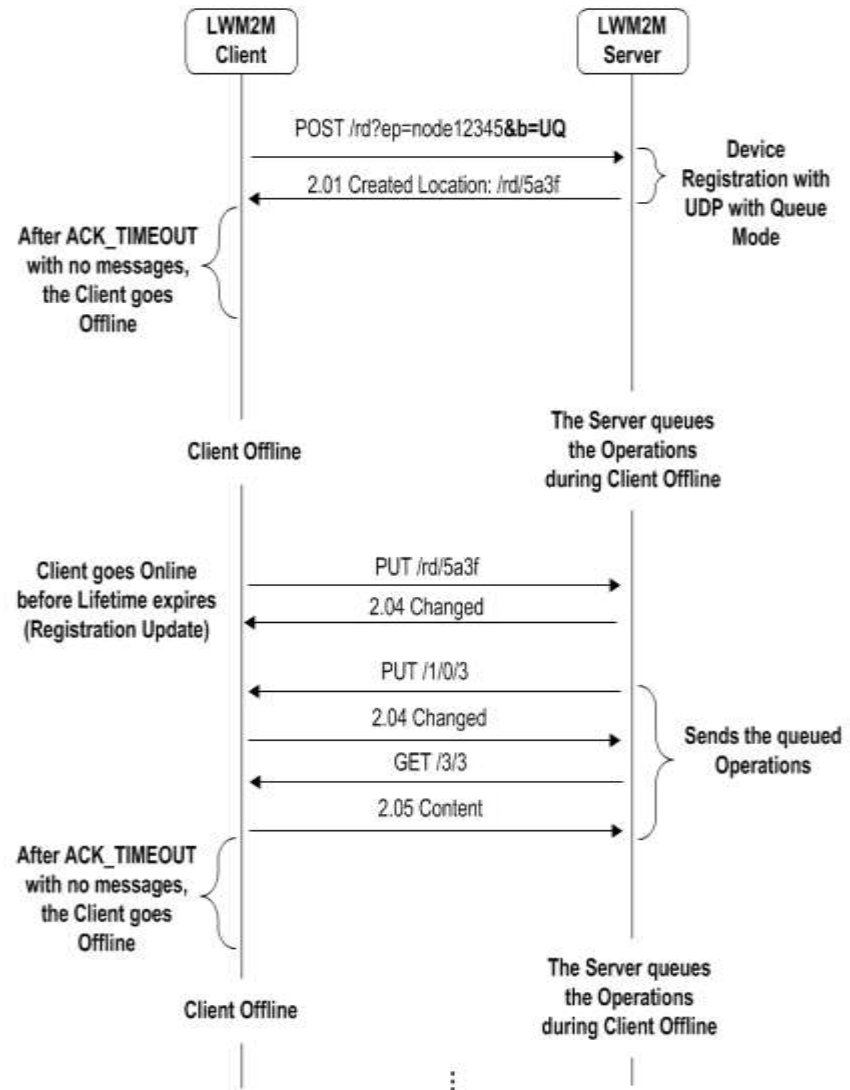 LWM2M
Client
LWM2M
Server
POST /rd?ep=node12345&b=UQ
Device
Registration with
UDP with Queue
Mode
2.01 Created Location: /rd/5a3f
After ACK_TIMEOUT
with no messages,
the Client goes
Offline
Client Offline
The Server queues
the Operations
during Client Offline
Client goes Online
before Lifetime expires
(Registration Update)
PUT /rd/5a3f
2.04 Changed
PUT /1/0/3
2.04 Changed
GET /3/3
2.05 Content
Sends the queued
Operations
After ACK_TIMEOUT
with no messages,
the Client goes
Offline
Client Offline
The Server queues
the Operations
during Client Offline